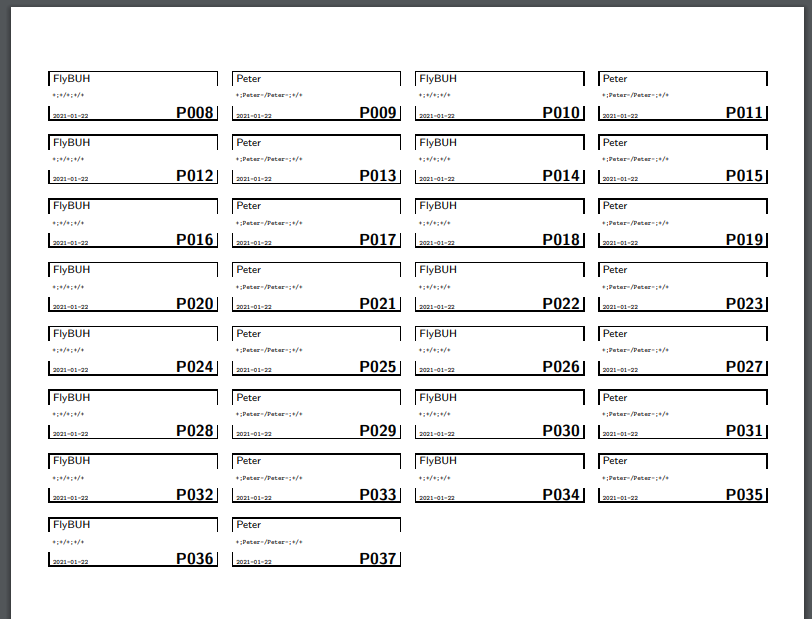 FlyBUH Peter FlyBUH Peter
+;+/+;+/+ +;Peter-/Peter-;+/+ +;+/+;+/+ +;Peter-/Peter-;+/+
2021-01-22 P008 2021-01-22 P009 2021-01-22 P010 2021-01-22 P011
FlyBUH Peter FlyBUH Peter
+;+/+;+/+ +;Peter-/Peter-;+/+ +;+/+;+/+ +;Peter-/Peter-;+/+
2021-01-22 P012 2021-01-22 P013 2021-01-22 P014 2021-01-22 P015
FlyBUH Peter FlyBUH Peter
+;+/+;+/+ +;Peter-/Peter-;+/+ +;+/+;+/+ +;Peter-/Peter-;+/+
2021-01-22 P016 2021-01-22 P017 2021-01-22 P018 2021-01-22 P019
FlyBUH Peter FlyBUH Peter
+;+/+;+/+ +;Peter-/Peter-;+/+ +;+/+;+/+ +;Peter-/Peter-;+/+
2021-01-22 P020 2021-01-22 P021 2021-01-22 P022 2021-01-22 P023
FlyBUH Peter FlyBUH Peter
+;+/+;+/+ +;Peter-/Peter-;+/+ +;+/+;+/+ +;Peter-/Peter-;+/+
2021-01-22 P024 2021-01-22 P025 2021-01-22 P026 2021-01-22 P027
FlyBUH Peter FlyBUH Peter
+;+/+;+/+ +;Peter-/Peter-;+/+ +;+/+;+/+ +;Peter-/Peter-;+/+
2021-01-22 P028 2021-01-22 P029 2021-01-22 P030 2021-01-22 P031
FlyBUH Peter FlyBUH Peter
+;+/+;+/+ +;Peter-/Peter-;+/+ +;+/+;+/+ +;Peter-/Peter-;+/+
2021-01-22 P032 2021-01-22 P033 2021-01-22 P034 2021-01-22 P035
FlyBUH Peter
+;+/+;+/+ +;Peter-/Peter-;+/+
2021-01-22 P036 2021-01-22 P037